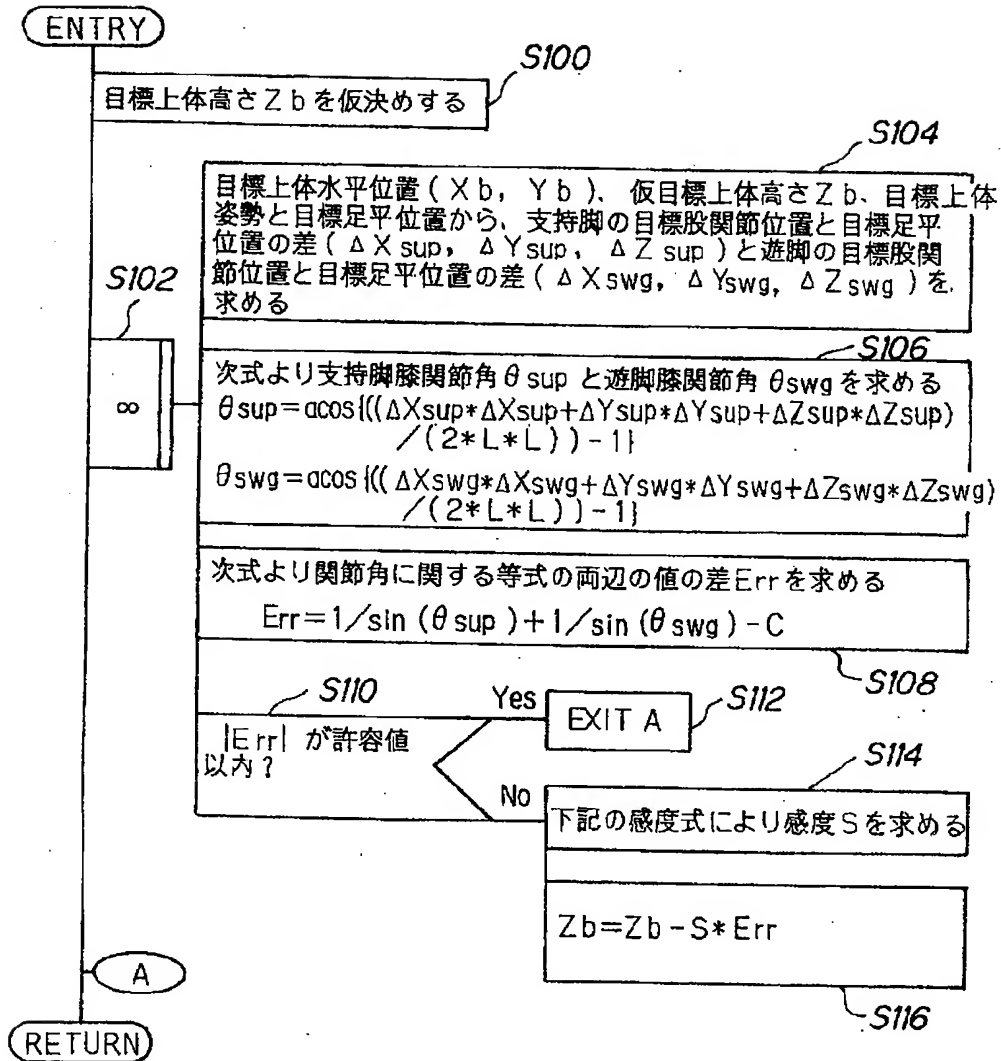 ENTRY
S100
目標上体高さZbを仮決めする
S104
目標上体水平位置(Xb, Yb)、仮目標上体高さZb、目標上体
姿勢と目標足平位置から、支持脚の目標股関節位置と目標足平
位置の差(ΔXsup, ΔYsup, ΔZsup)と遊脚の目標股関
節位置と目標足平位置の差(ΔXswg, ΔYswg, ΔZswg)を
求める
S102
∞
S106
次式より支持脚膝関節角θsupと遊脚膝関節角θswgを求める
θsup=acos{((ΔXsup*ΔXsup+ΔYsup*ΔYsup+ΔZsup*ΔZsup)
/(2*L*L))-1}
θswg=acos{((ΔXswg*ΔXswg+ΔYswg*ΔYswg+ΔZswg*ΔZswg)
/(2*L*L))-1}
次式より関節角に関する等式の両辺の値の差Errを求める
Err=1/sin(θsup)+1/sin(θswg)-C
S108
S110
|Err|が許容値
以内?
Yes
EXIT A
S112
No
S114
下記の感度式により感度Sを求める
Zb=Zb-S*Err
S116
A
RETURN